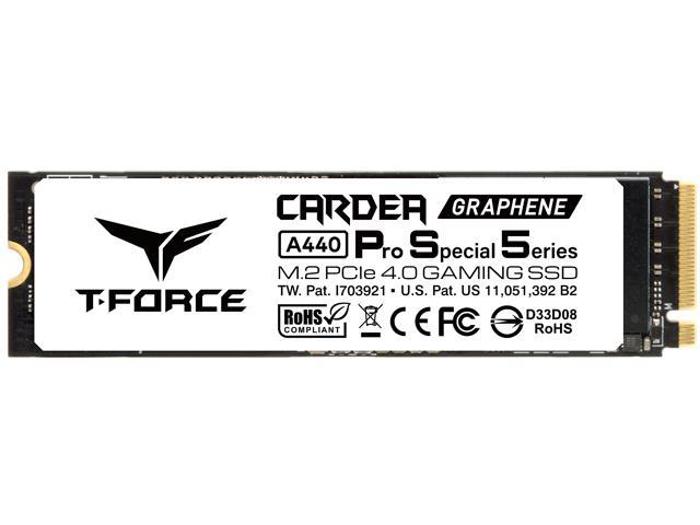 T-FORCE
CARDEA GRAPHENE
A440 Pro Special Series
M.2 PCIe 4.0 GAMING SSD
TW. Pat. I703921 • U.S. Pat. US 11,051,392 B2
RoHS
COMPLIANT
CE FC
D33D08
RoHS